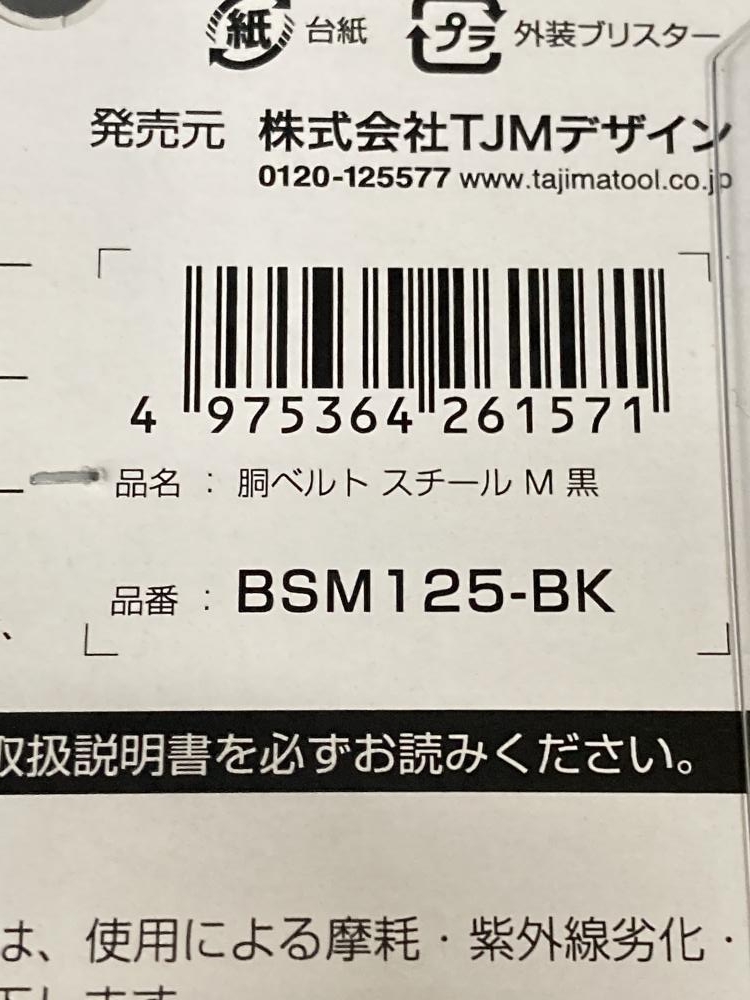 紙 台紙 プラ 外装ブリスター
発売元 株式会社TJMデザイン
0120-125577 www.tajimatool.co.jp
4 975364 261571
品名 : 胴ベルト スチール M 黒
品番 : BSM125-BK
取扱説明書を必ずお読みください。
は、使用による摩耗・紫外線劣化・